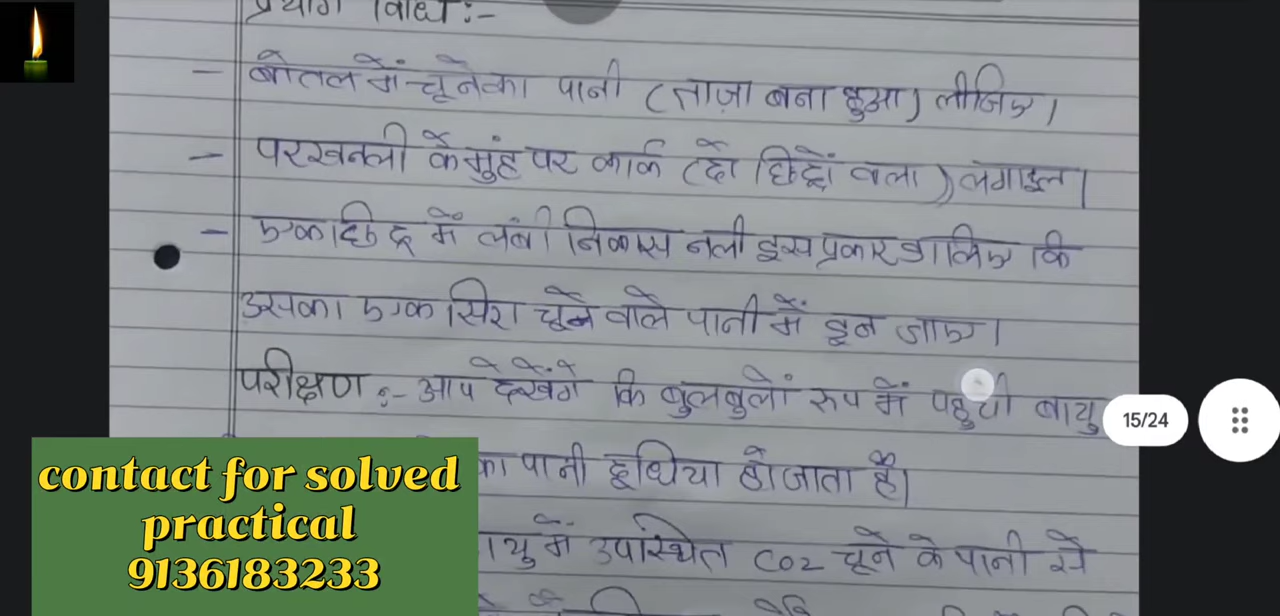 प्रयोग विधि :-
- बोतल में चूने का पानी (ताज़ा बना हुआ) लीजिए।
- परखनली के मुंह पर कार्क (दो छिद्रों वला) लगाइए।
- एक छिद्र में लंबी निकास नली इस प्रकार डालिए कि
उसका एक सिरा चूने वाले पानी में डूब जाए।
परीक्षण :- आप देखेंगे कि बुलबुलों रुप में पहुची वायु
का पानी दूधिया हो जाता है।
उपस्थित CO2 चूने के पानी से
15/24
contact for solved
practical
9136183233